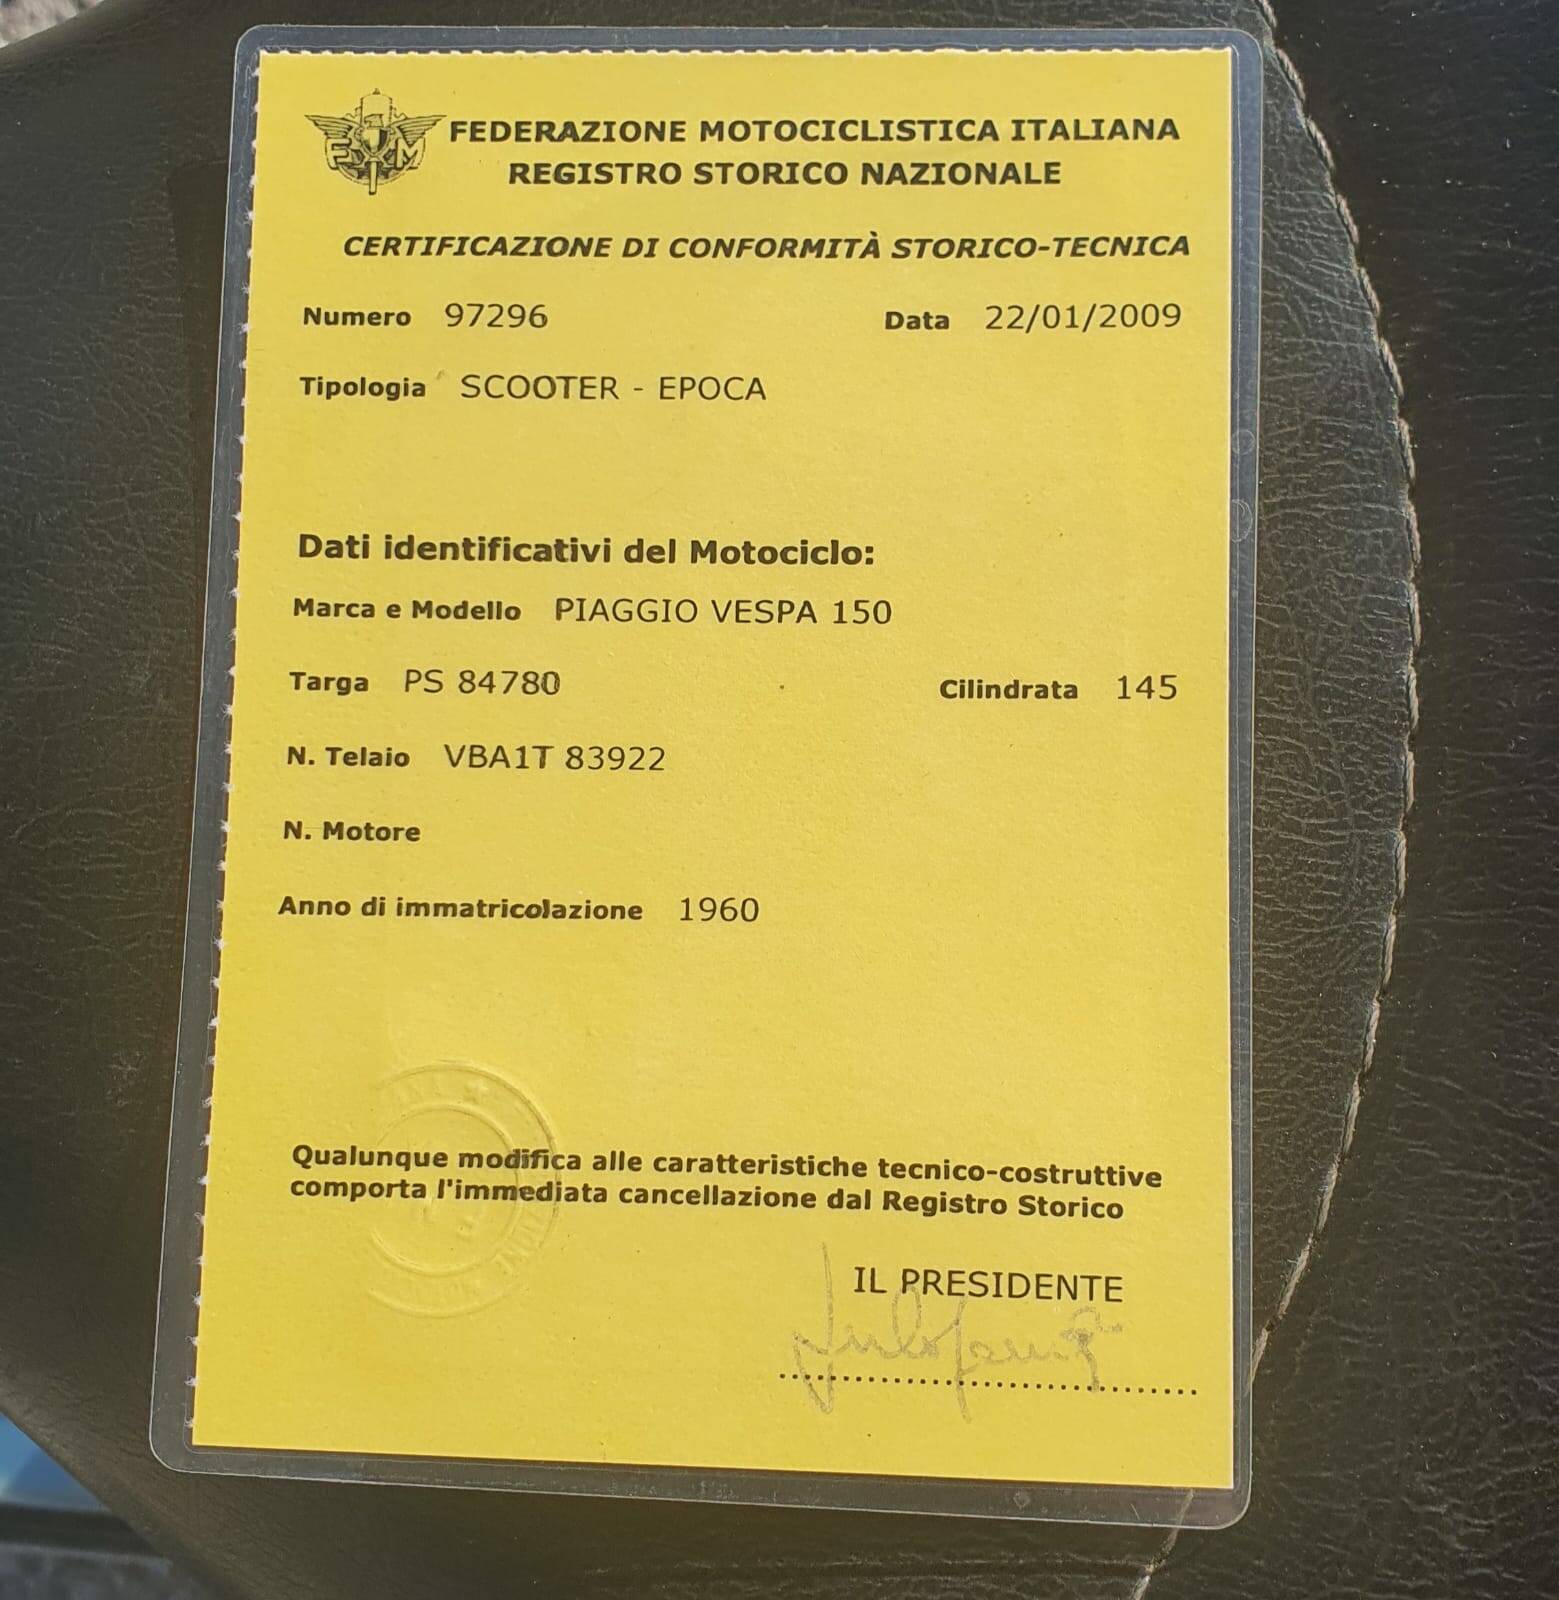 FEDERAZIONE MOTOCICLISTICA ITALIANA
REGISTRO STORICO NAZIONALE
CERTIFICAZIONE DI CONFORMITÀ STORICO-TECNICA
Numero 97296 Data 22/01/2009
Tipologia SCOOTER - EPOCA
Dati identificativi del Motociclo:
Marca e Modello PIAGGIO VESPA 150
Targa PS 84780 Cilindrata 145
N. Telaio VBA1T 83922
N. Motore
Anno di immatricolazione 1960
Qualunque modifica alle caratteristiche tecnico-costruttive
comporta l'immediata cancellazione dal Registro Storico
IL PRESIDENTE